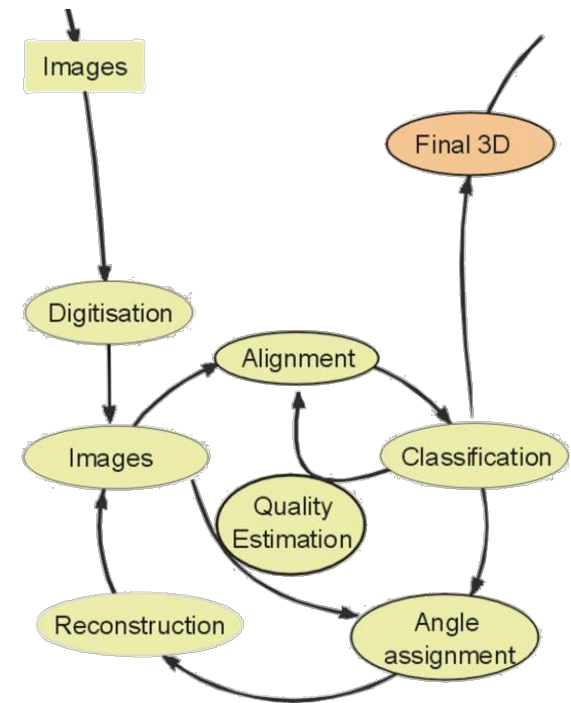 Images
Final 3D
Digitisation
Alignment
Images
Classification
Quality
Estimation
Reconstruction
Angle
assignment